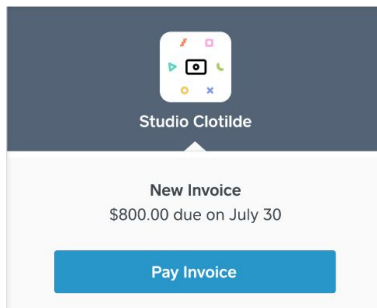 Studio Clotilde
New Invoice
$800.00 due on July 30
Pay Invoice